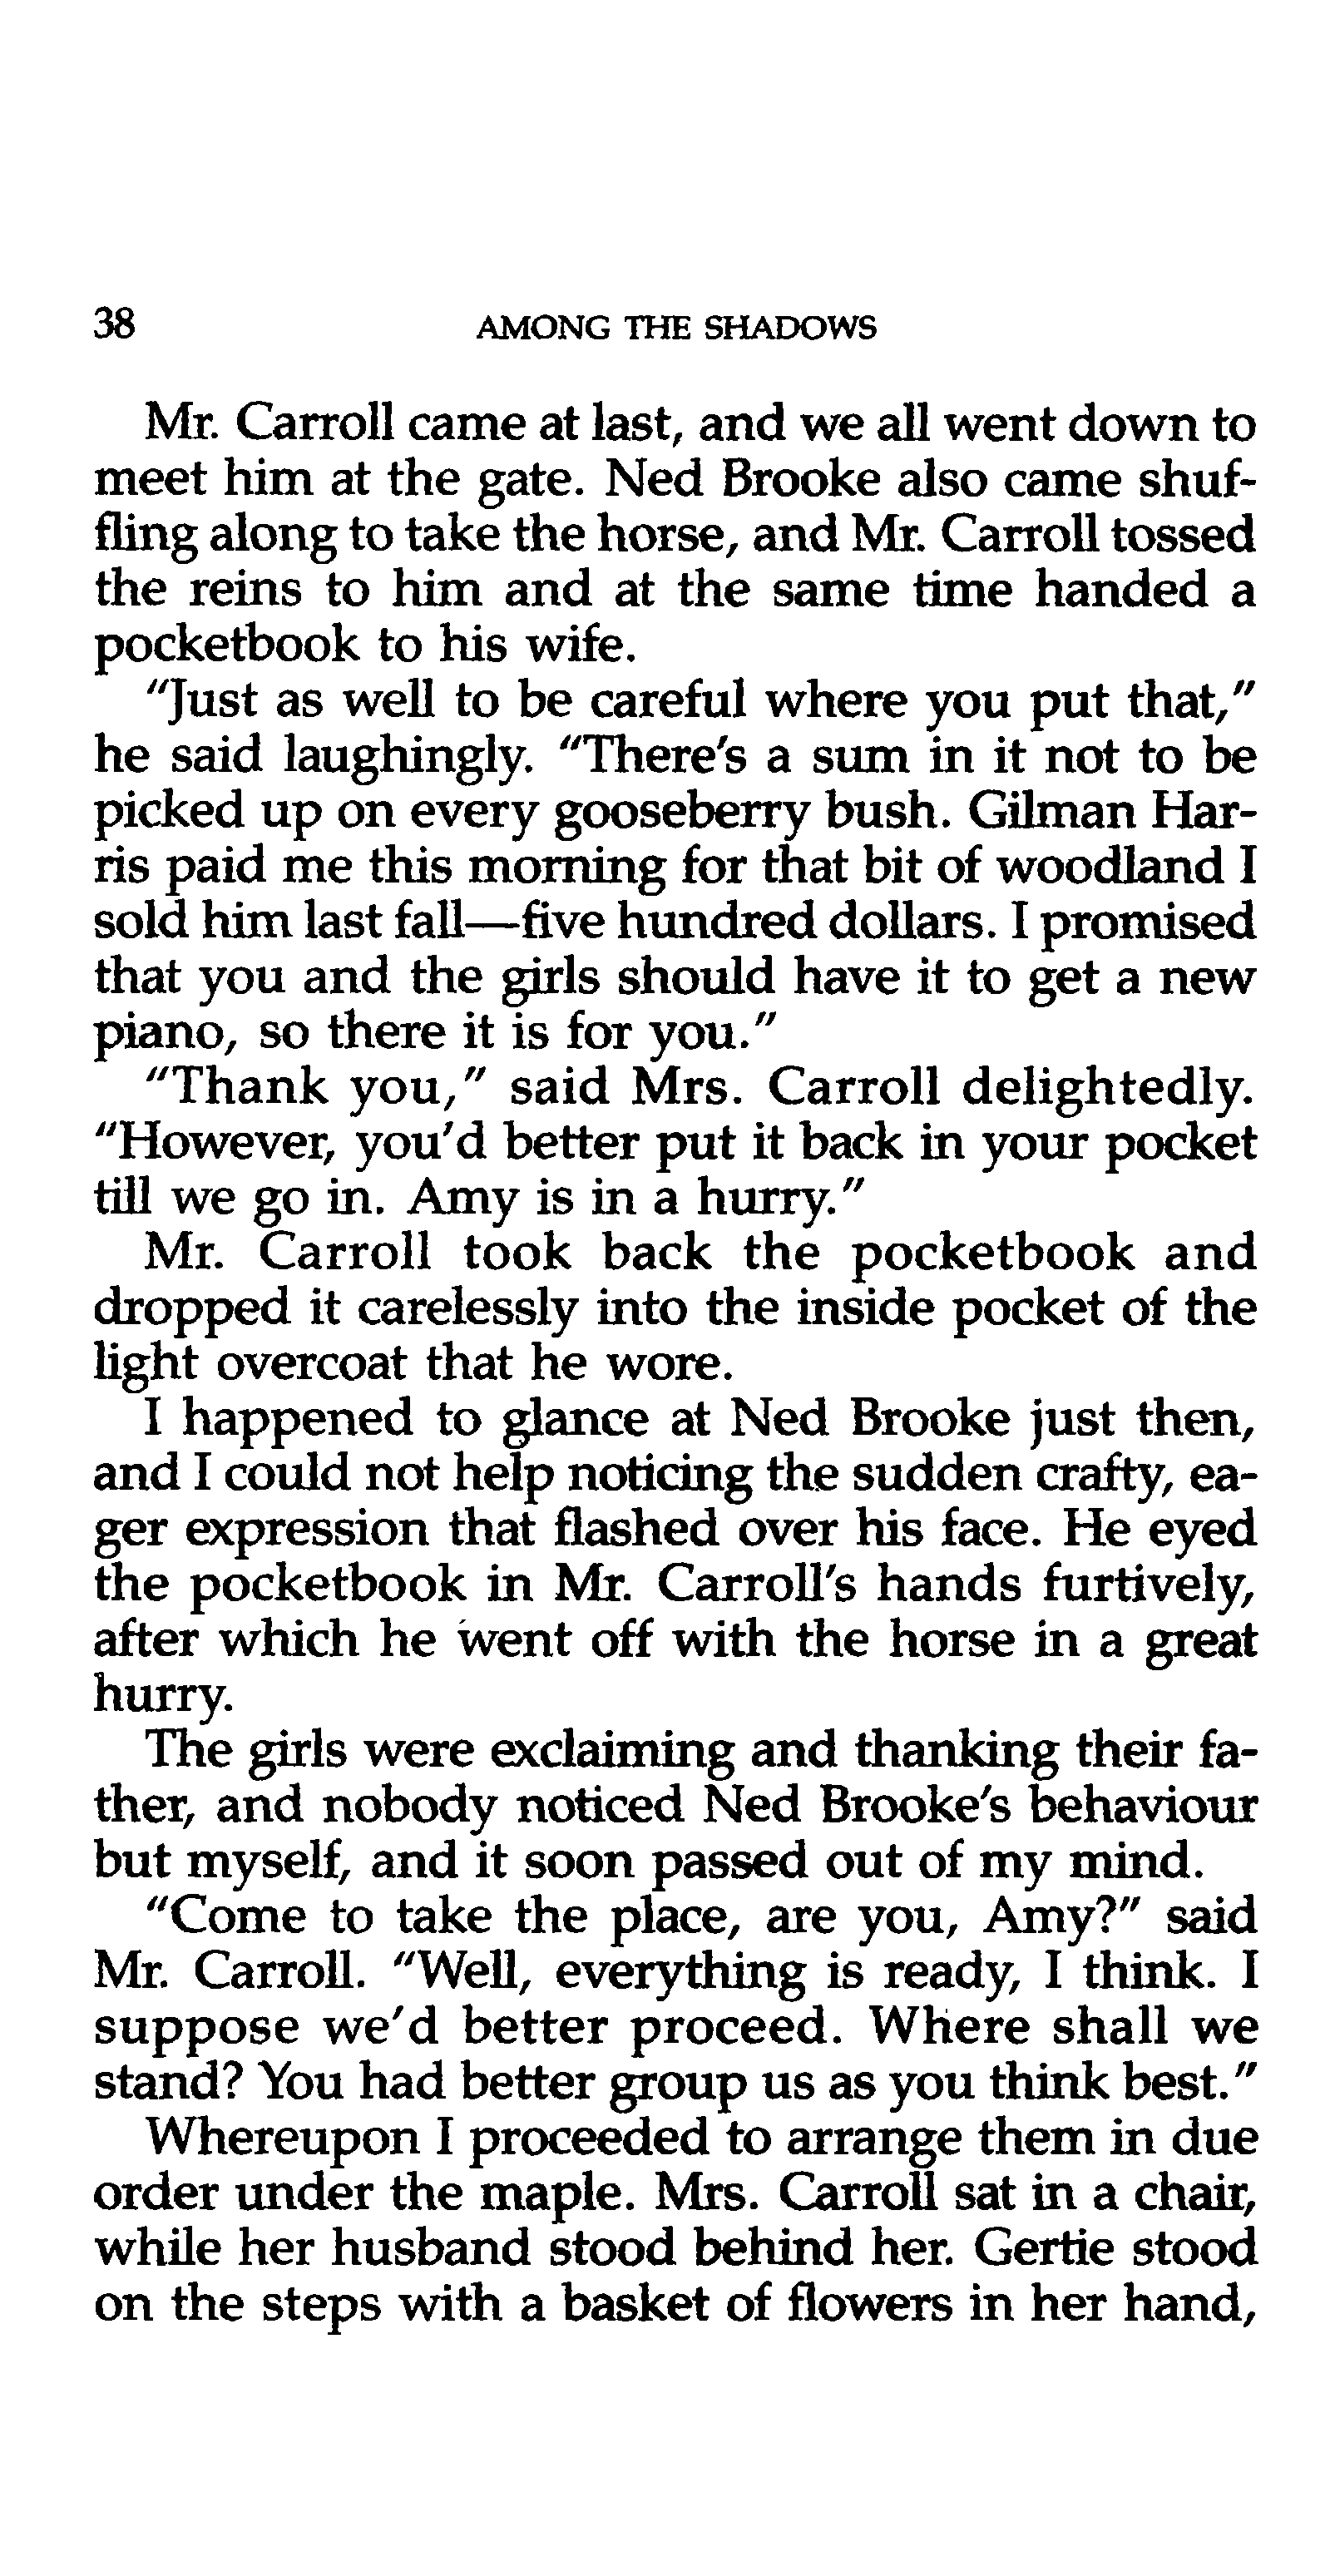 38 AMONG THE SHADOWS
Mr. Carroll came at last, and we all went down to
meet him at the gate. Ned Brooke also came shuf-
fling along to take the horse, and Mr. Carroll tossed
the reins to him and at the same time handed a
pocketbook to his wife.
"Just as well to be careful where you put that,"
he said laughingly. "There's a sum in it not to be
picked up on every gooseberry bush. Gilman Har-
ris paid me this morning for that bit of woodland I
sold him last fall—five hundred dollars. I promised
that you and the girls should have it to get a new
piano, so there it is for you."
"Thank you," said Mrs. Carroll delightedly.
"However, you'd better put it back in your pocket
till we go in. Amy is in a hurry."
Mr. Carroll took back the pocketbook and
dropped it carelessly into the inside pocket of the
light overcoat that he wore.
I happened to glance at Ned Brooke just then,
and I could not help noticing the sudden crafty, ea-
ger expression that flashed over his face. He eyed
the pocketbook in Mr. Carroll's hands furtively,
after which he went off with the horse in a great
hurry.
The girls were exclaiming and thanking their fa-
ther, and nobody noticed Ned Brooke's behaviour
but myself, and it soon passed out of my mind.
"Come to take the place, are you, Amy?" said
Mr. Carroll. "Well, everything is ready, I think. I
suppose we'd better proceed. Where shall we
stand? You had better group us as you think best."
Whereupon I proceeded to arrange them in due
order under the maple. Mrs. Carroll sat in a chair,
while her husband stood behind her. Gertie stood
on the steps with a basket of flowers in her hand,